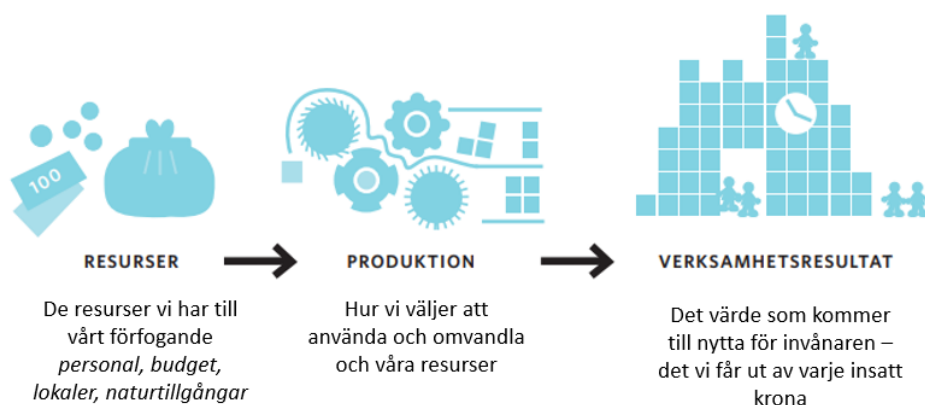 100
RESURSER
De resurser vi har till
vårt förfogande
personal, budget,
lokaler, naturtillgångar
PRODUKTION
Hur vi väljer att
använda och omvandla
och våra resurser
VERKSAMHETSRESULTAT
Det värde som kommer
till nytta för invånaren –
det vi får ut av varje insatt
krona